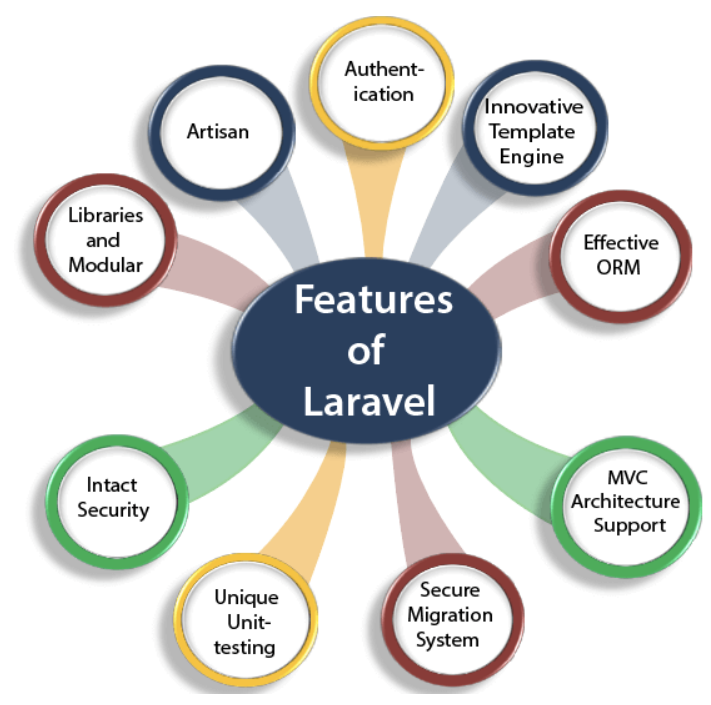 Features
of
Laravel
Authent-
ication
Innovative
Template
Engine
Effective
ORM
MVC
Architecture
Support
Secure
Migration
System
Unique
Unit-
testing
Intact
Security
Libraries
and
Modular
Artisan